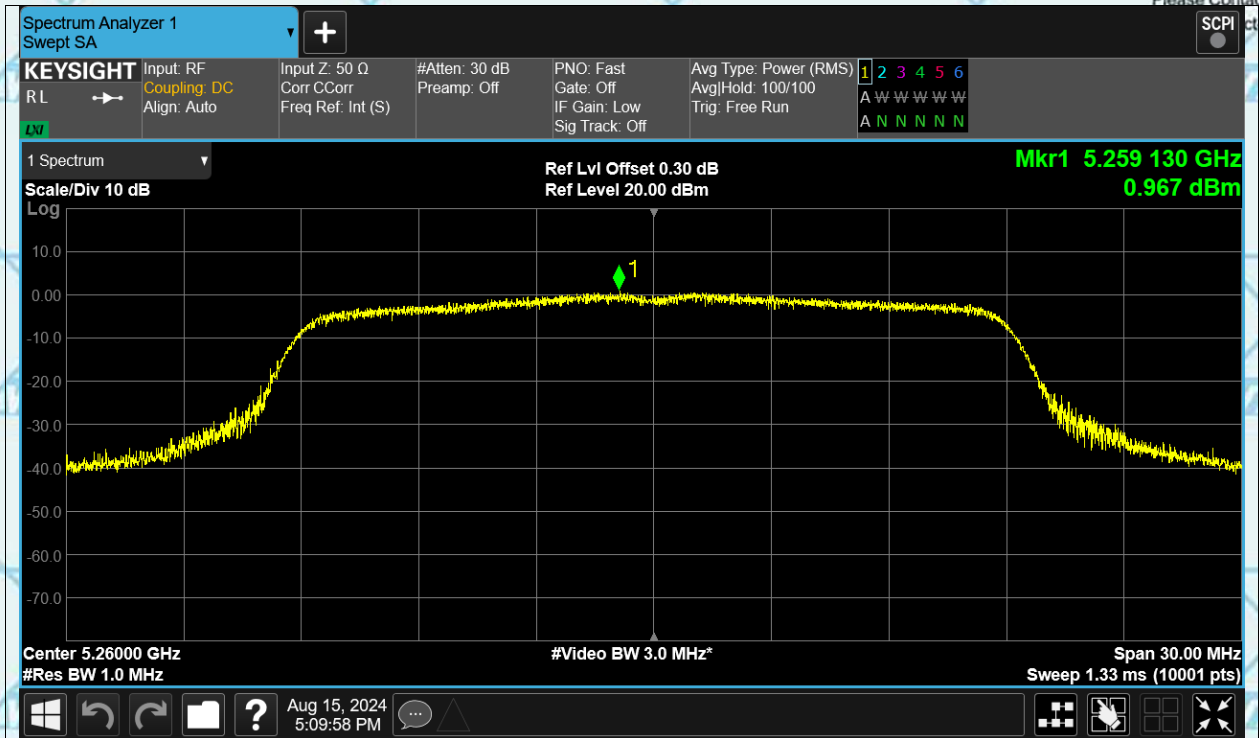 Please Conta
Spectrum Analyzer 1
Swept SA
SCPI
KEYSIGHT
RL
LXI
Input: RF
Coupling: DC
Align: Auto
Input Z: 50 Ω
Corr CCorr
Freq Ref: Int (S)
#Atten: 30 dB
Preamp: Off
PNO: Fast
Gate: Off
IF Gain: Low
Sig Track: Off
Avg Type: Power (RMS)
Avg|Hold: 100/100
Trig: Free Run
1 2 3 4 5 6
A W W W W W
A N N N N N
1 Spectrum
Scale/Div 10 dB
Log
Ref Lvl Offset 0.30 dB
Ref Level 20.00 dBm
Mkr1 5.259 130 GHz
0.967 dBm
1
10.0
0.00
-10.0
-20.0
-30.0
-40.0
-50.0
-60.0
-70.0
Center 5.26000 GHz
#Video BW 3.0 MHz*
Span 30.00 MHz
#Res BW 1.0 MHz
Sweep 1.33 ms (10001 pts)
?
Aug 15, 2024
5:09:58 PM